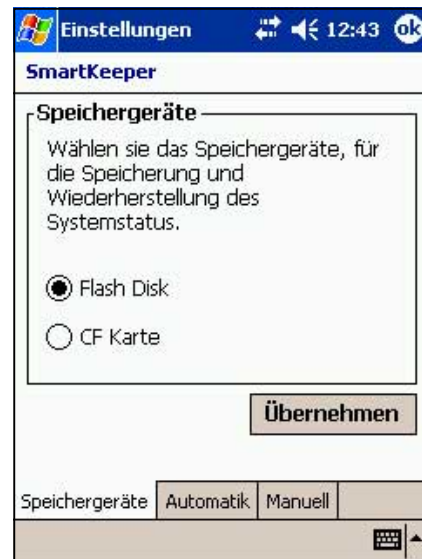 Einstellungen 12:43 ok
SmartKeeper
Speichergeräte
Wählen sie das Speichergeräte, für
die Speicherung und
Wiederherstellung des
Systemstatus.
Flash Disk
CF Karte
Übernehmen
Speichergeräte Automatik Manuell